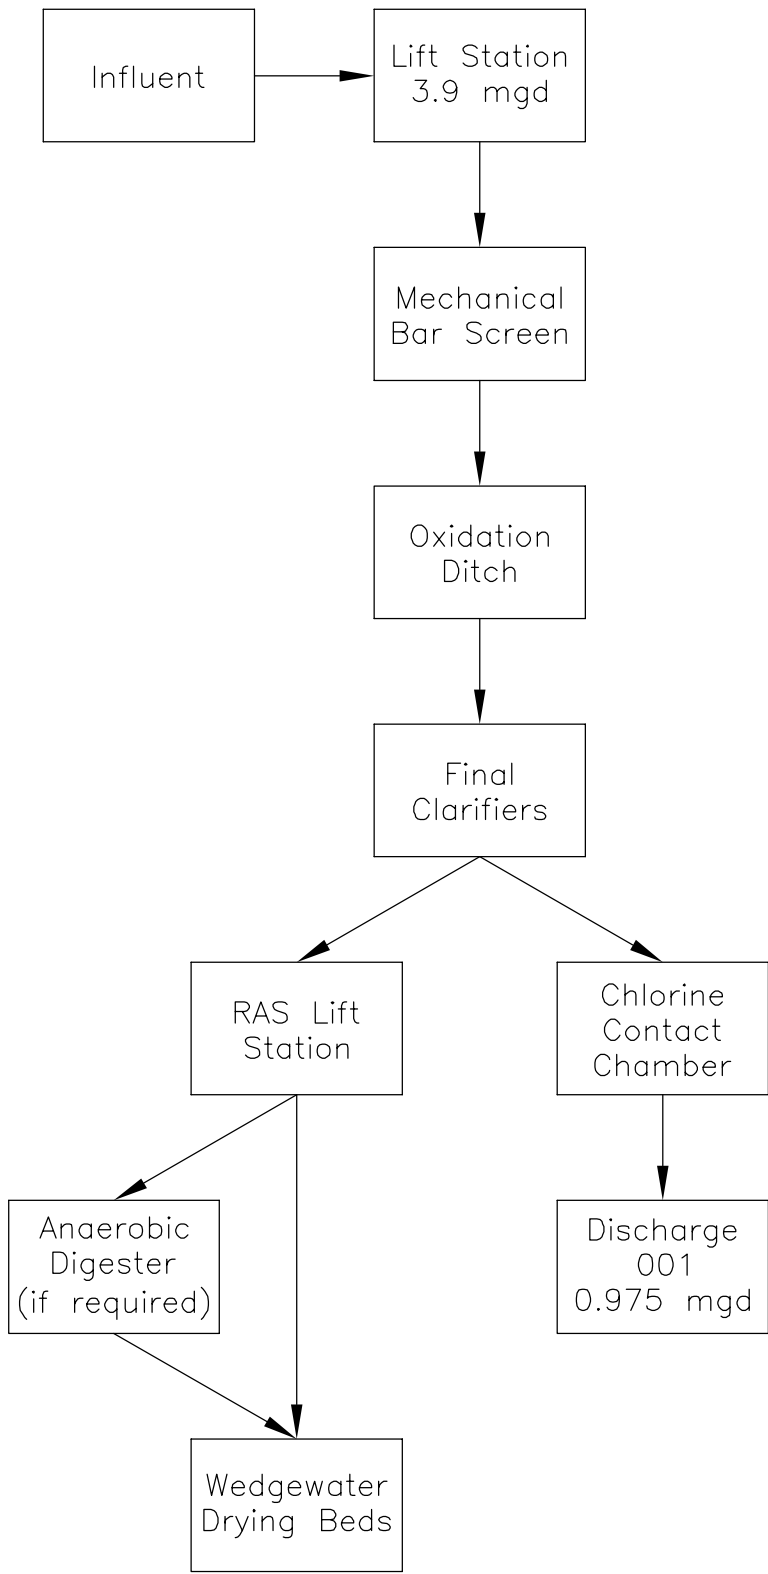 Influent
Lift Station
3.9 mgd
Mechanical
Bar Screen
Oxidation
Ditch
Final
Clarifiers
RAS Lift
Station
Chlorine
Contact
Chamber
Anaerobic
Digester
(if required)
Discharge
001
0.975 mgd
Wedgewater
Drying Beds